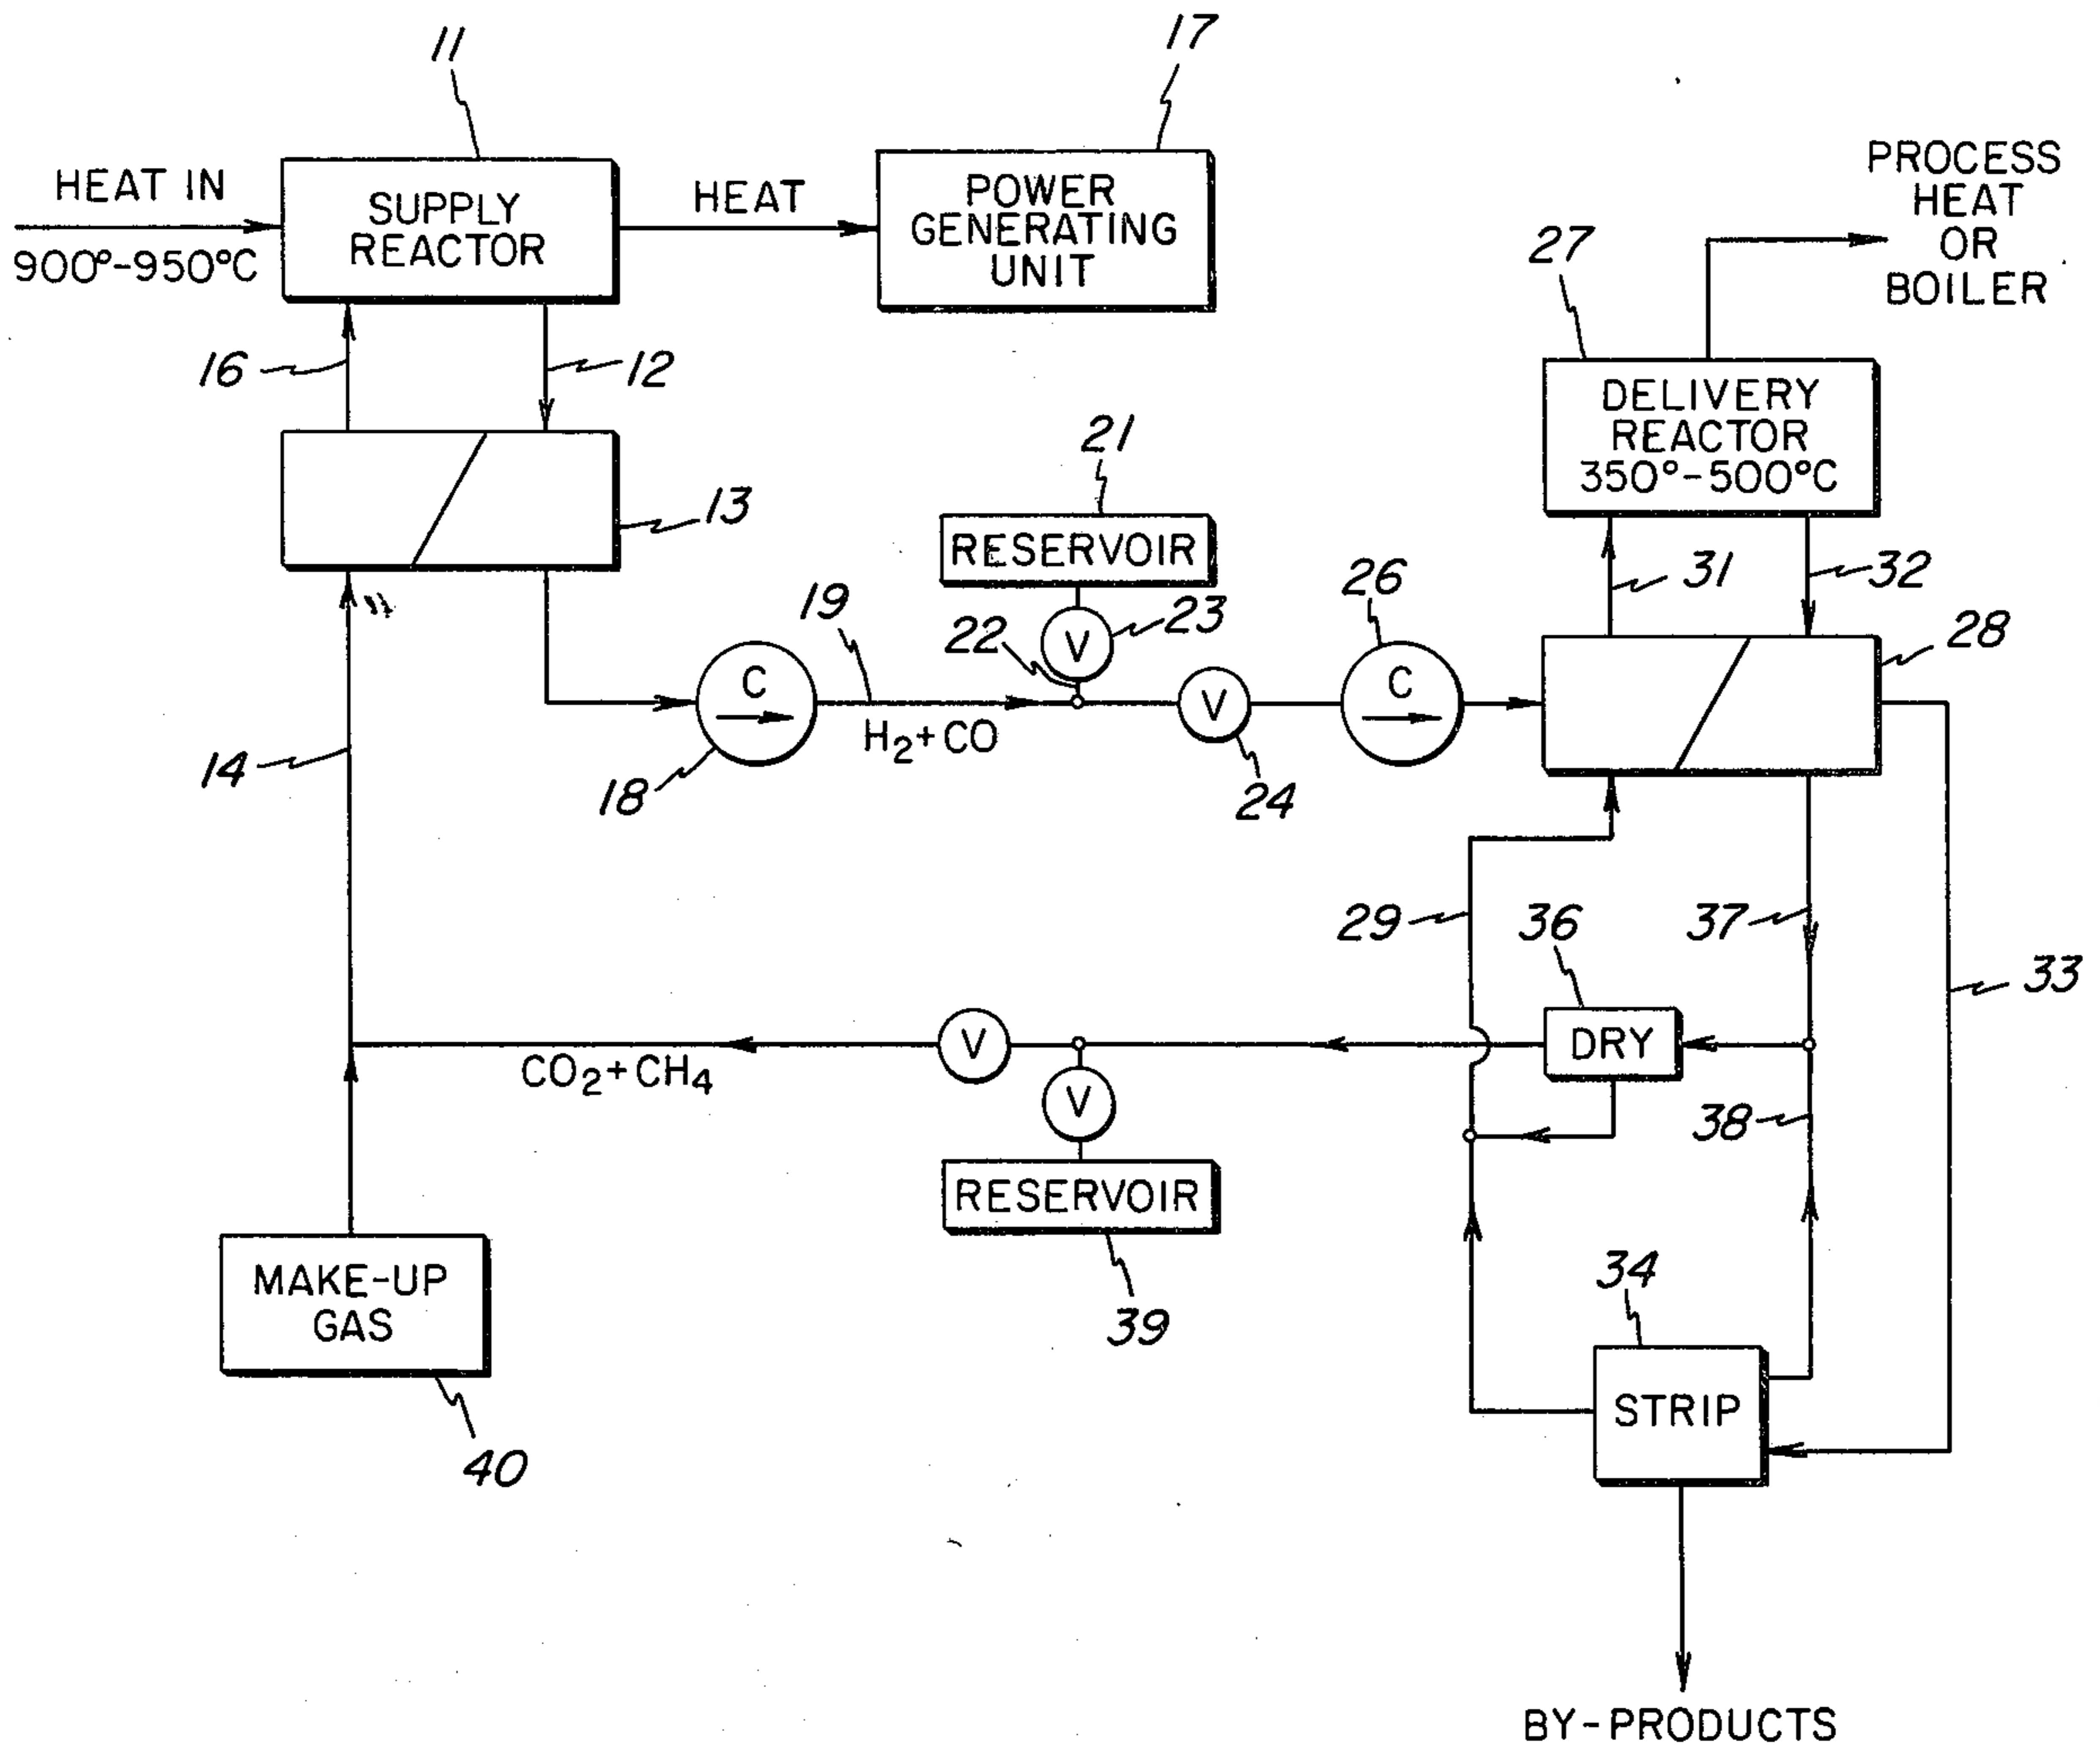 11
17
HEAT IN
900°-950°C
SUPPLY
REACTOR
HEAT
POWER
GENERATING
UNIT
PROCESS
HEAT
OR
BOILER
27
16
12
DELIVERY
REACTOR
350°-500°C
13
21
RESERVOIR
19
22
23
26
31
32
28
C
H₂+CO
V
V
C
18
24
14
29
36
37
33
CO₂+CH₄
V
V
DRY
38
RESERVOIR
39
MAKE-UP
GAS
40
34
STRIP
BY-PRODUCTS